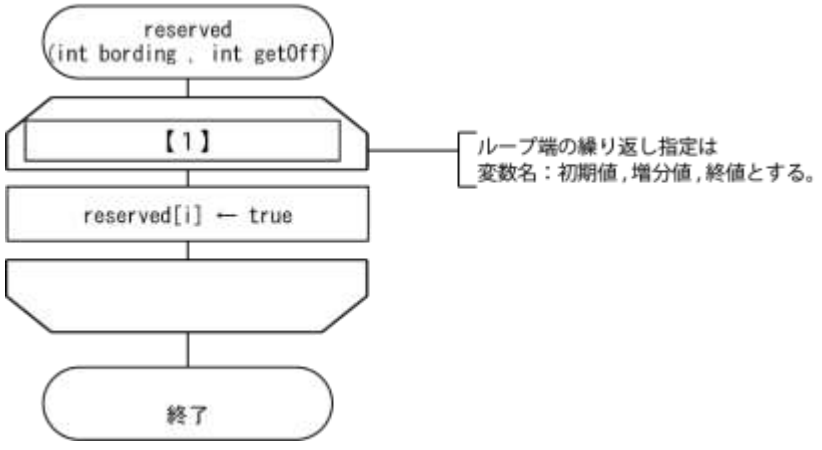 reserved
(int bording , int getOff)
【1】
ループ端の繰り返し指定は
変数名：初期値,増分値,終値とする。
reserved[i] ← true
終了